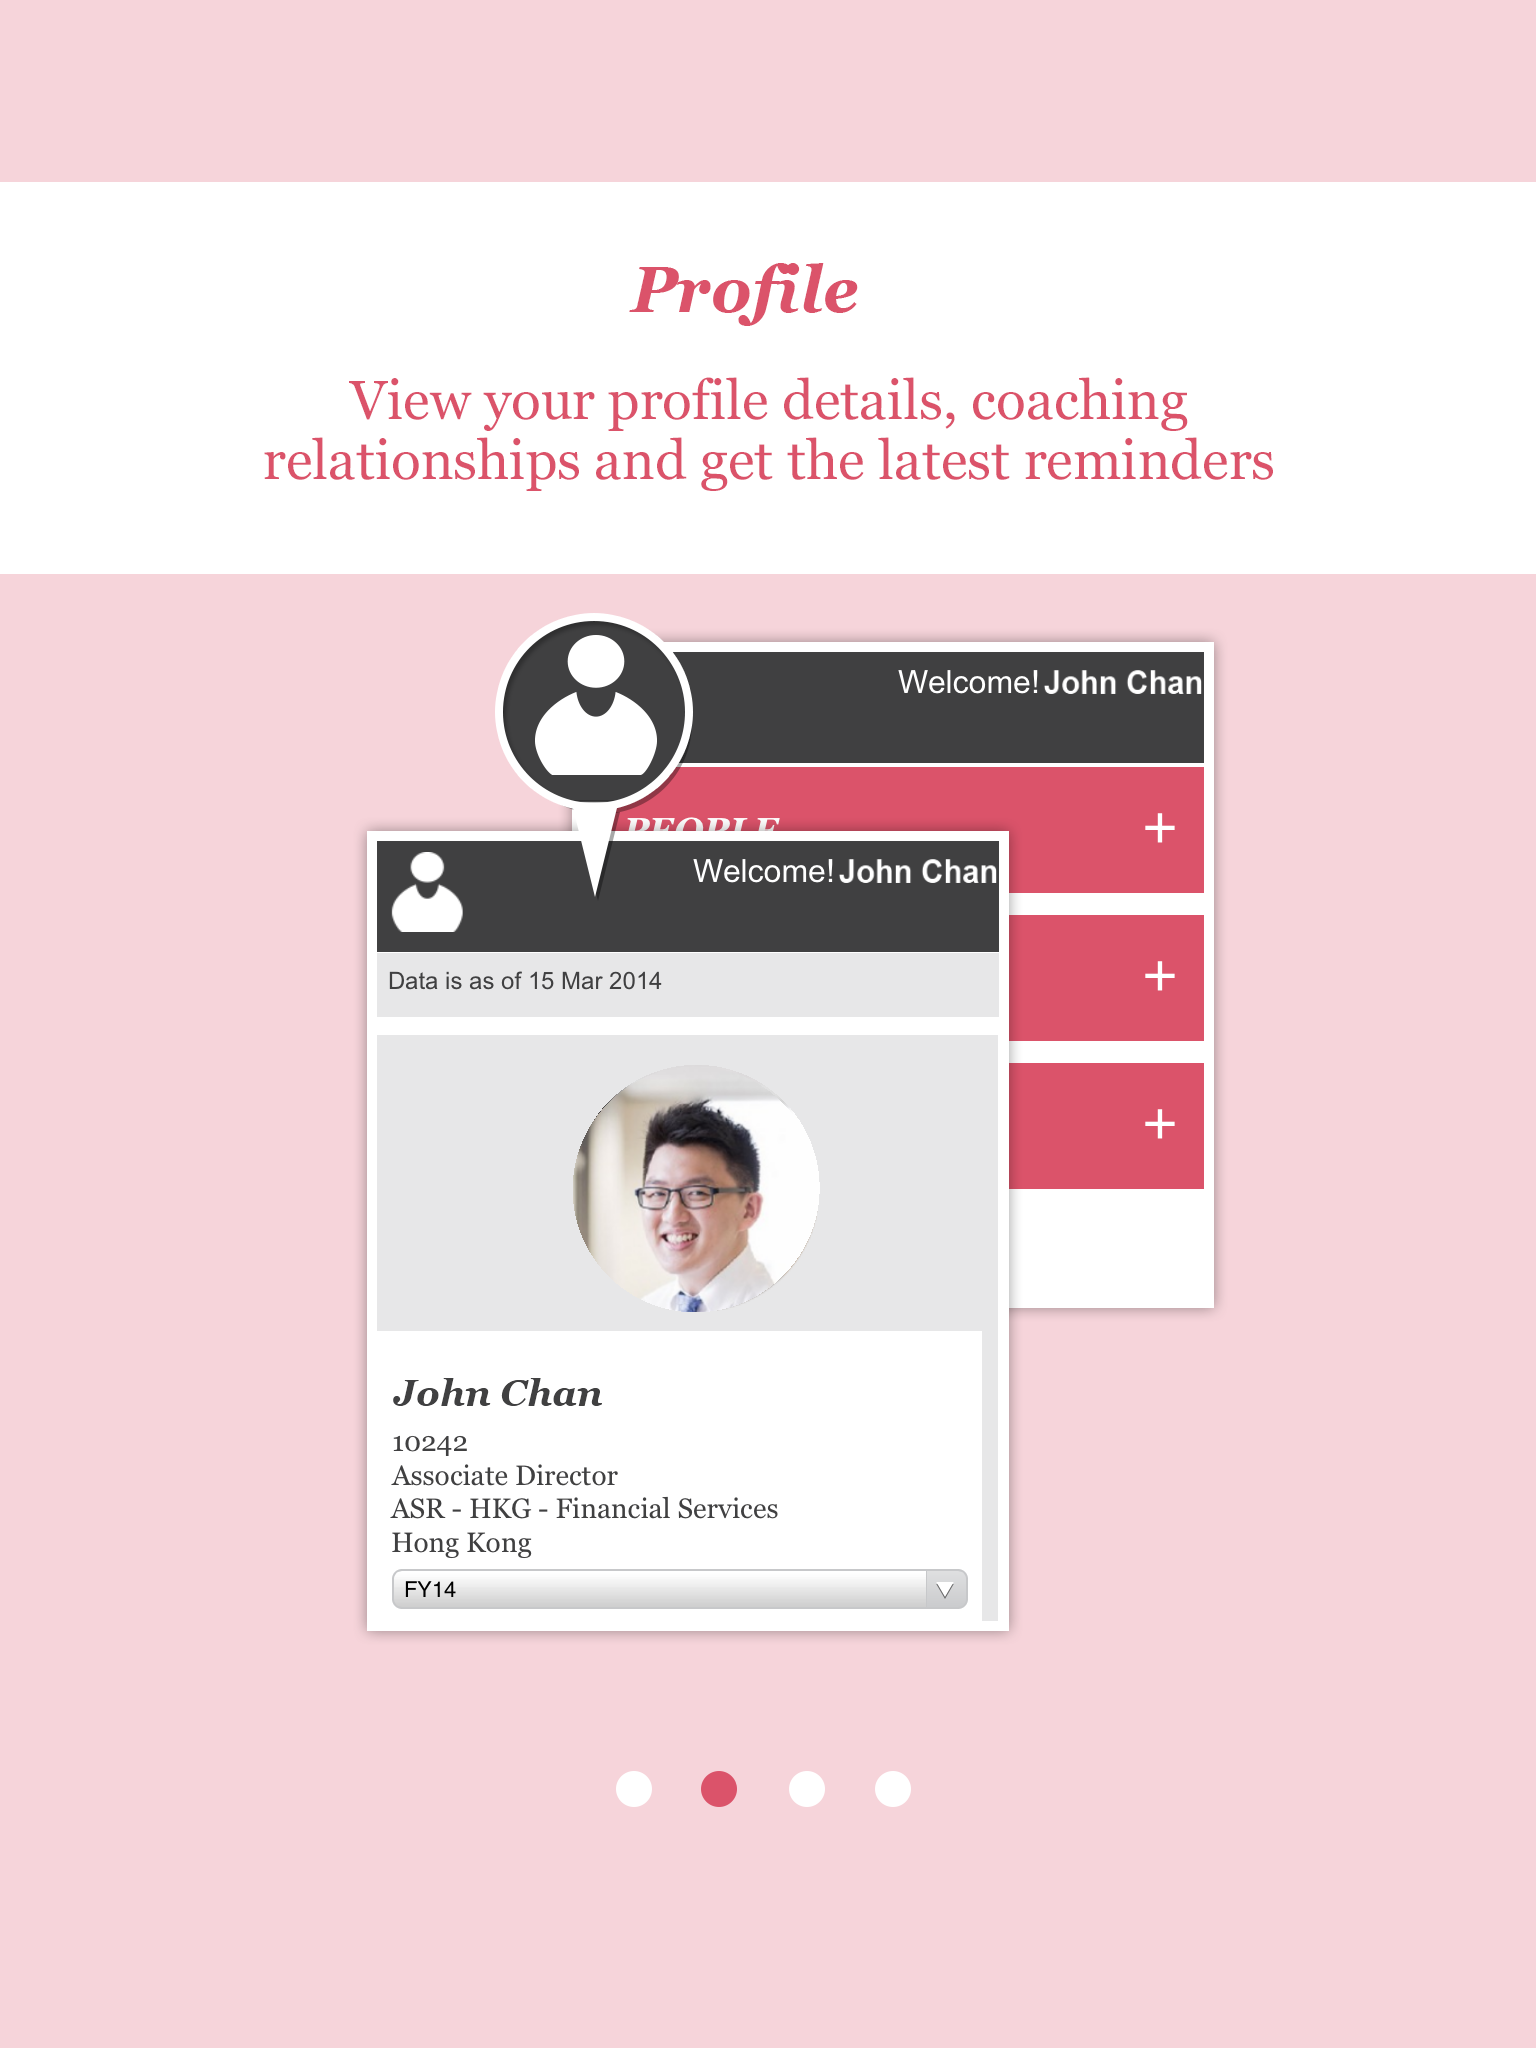 Profile
View your profile details, coaching
relationships and get the latest reminders
Welcome! John Chan
PEOPLE
Welcome! John Chan
Data is as of 15 Mar 2014
John Chan
10242
Associate Director
ASR - HKG - Financial Services
Hong Kong
FY14